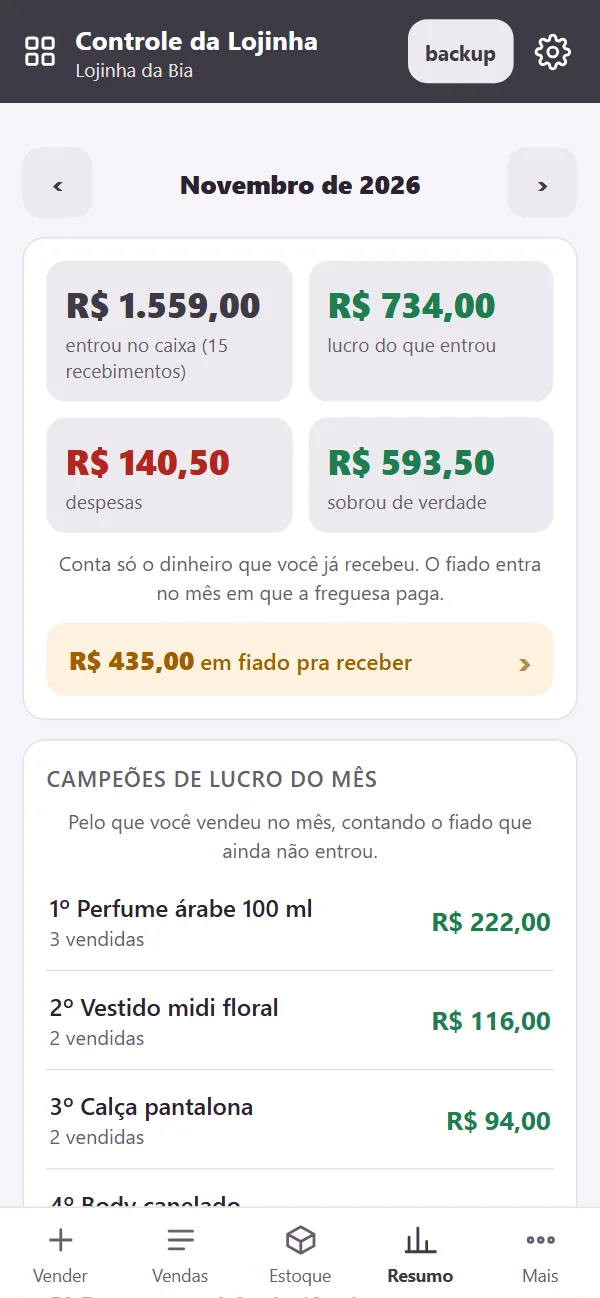 Controle da Lojinha
Lojinha da Bia
backup
‹
Novembro de 2026
›
R$ 1.559,00
entrou no caixa (15
recebimentos)
R$ 734,00
lucro do que entrou
R$ 140,50
despesas
R$ 593,50
sobrou de verdade
Conta só o dinheiro que você já recebeu. O fiado entra
no mês em que a freguesa paga.
R$ 435,00 em fiado pra receber ›
CAMPEÕES DE LUCRO DO MÊS
Pelo que você vendeu no mês, contando o fiado que
ainda não entrou.
1º Perfume árabe 100 ml
3 vendidas
R$ 222,00
2º Vestido midi floral
2 vendidas
R$ 116,00
3º Calça pantalona
2 vendidas
R$ 94,00
4º Body canelado
Vender
Vendas
Estoque
Resumo
Mais